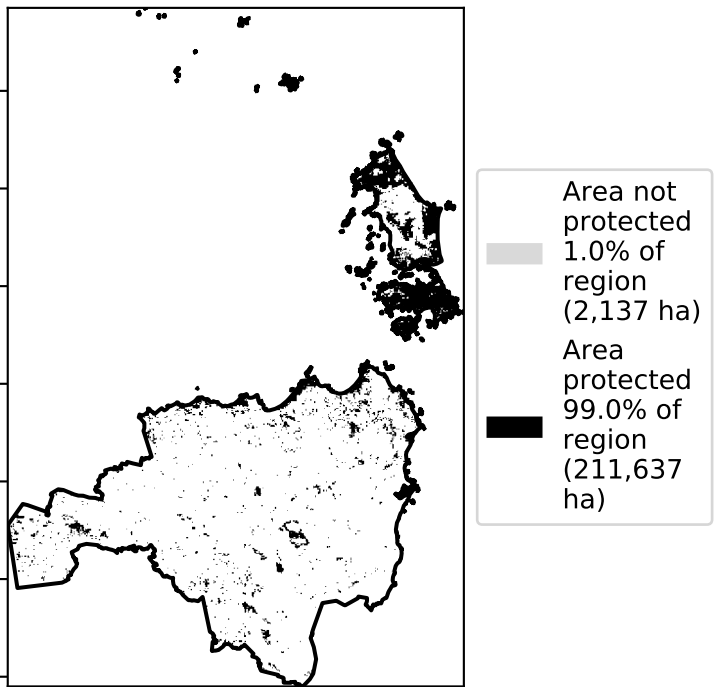 Area not
protected
1.0% of
region
(2,137 ha)
Area
protected
99.0% of
region
(211,637
ha)